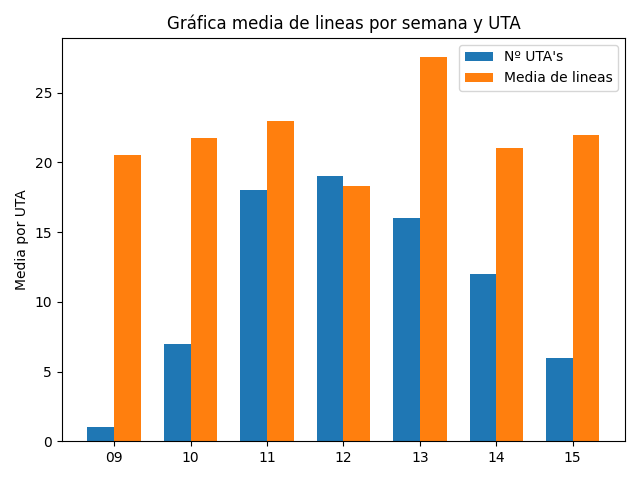 Gráfica media de lineas por semana y UTA
Nº UTA's
Media de lineas
Media por UTA
25
20
15
10
5
0
09 10 11 12 13 14 15